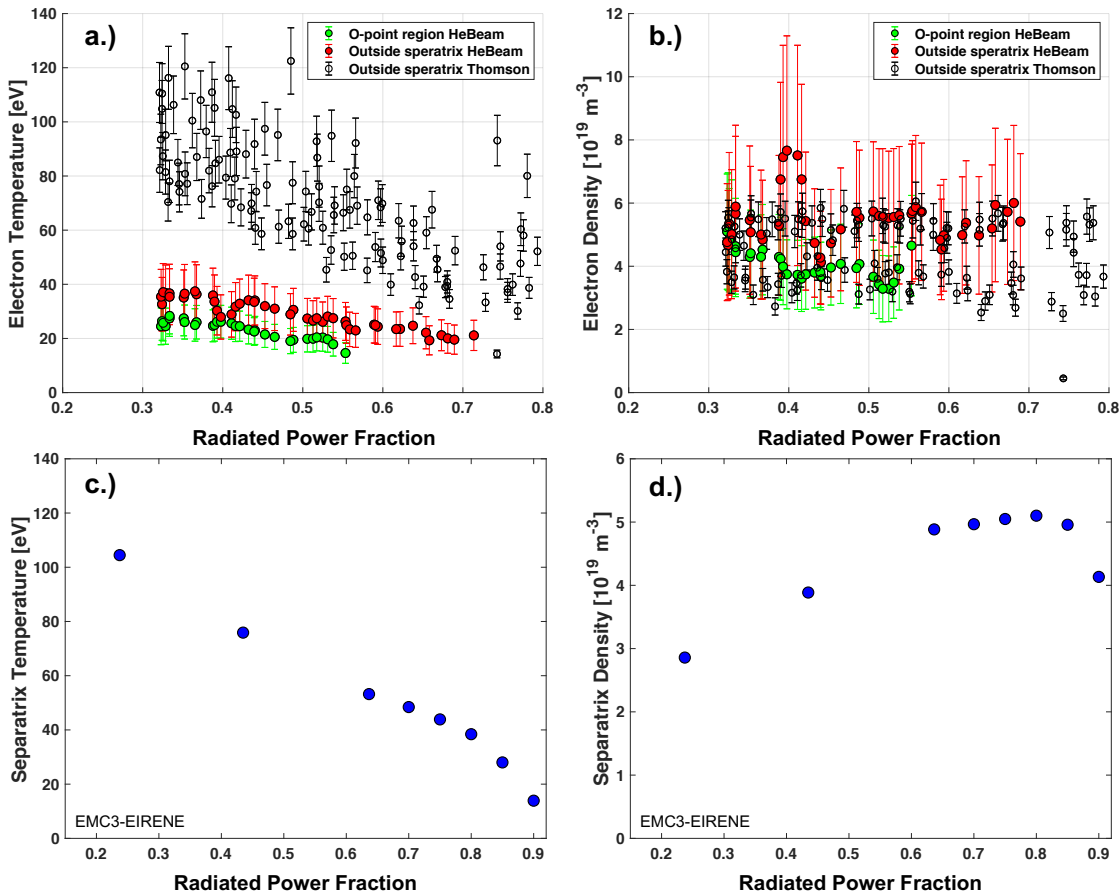 a.)
O-point region HeBeam
Outside speratrix HeBeam
Outside speratrix Thomson
Electron Temperature [eV]
140
120
100
80
60
40
20
0
0.2 0.3 0.4 0.5 0.6 0.7 0.8
Radiated Power Fraction
b.)
O-point region HeBeam
Outside speratrix HeBeam
Outside speratrix Thomson
Electron Density [10^19 m^-3]
12
10
8
6
4
2
0
0.2 0.3 0.4 0.5 0.6 0.7 0.8
Radiated Power Fraction
c.)
Separatrix Temperature [eV]
140
120
100
80
60
40
20
0
EMC3-EIRENE
0.2 0.3 0.4 0.5 0.6 0.7 0.8 0.9
Radiated Power Fraction
d.)
Separatrix Density [10^19 m^-3]
6
5
4
3
2
1
0
EMC3-EIRENE
0.2 0.3 0.4 0.5 0.6 0.7 0.8 0.9
Radiated Power Fraction